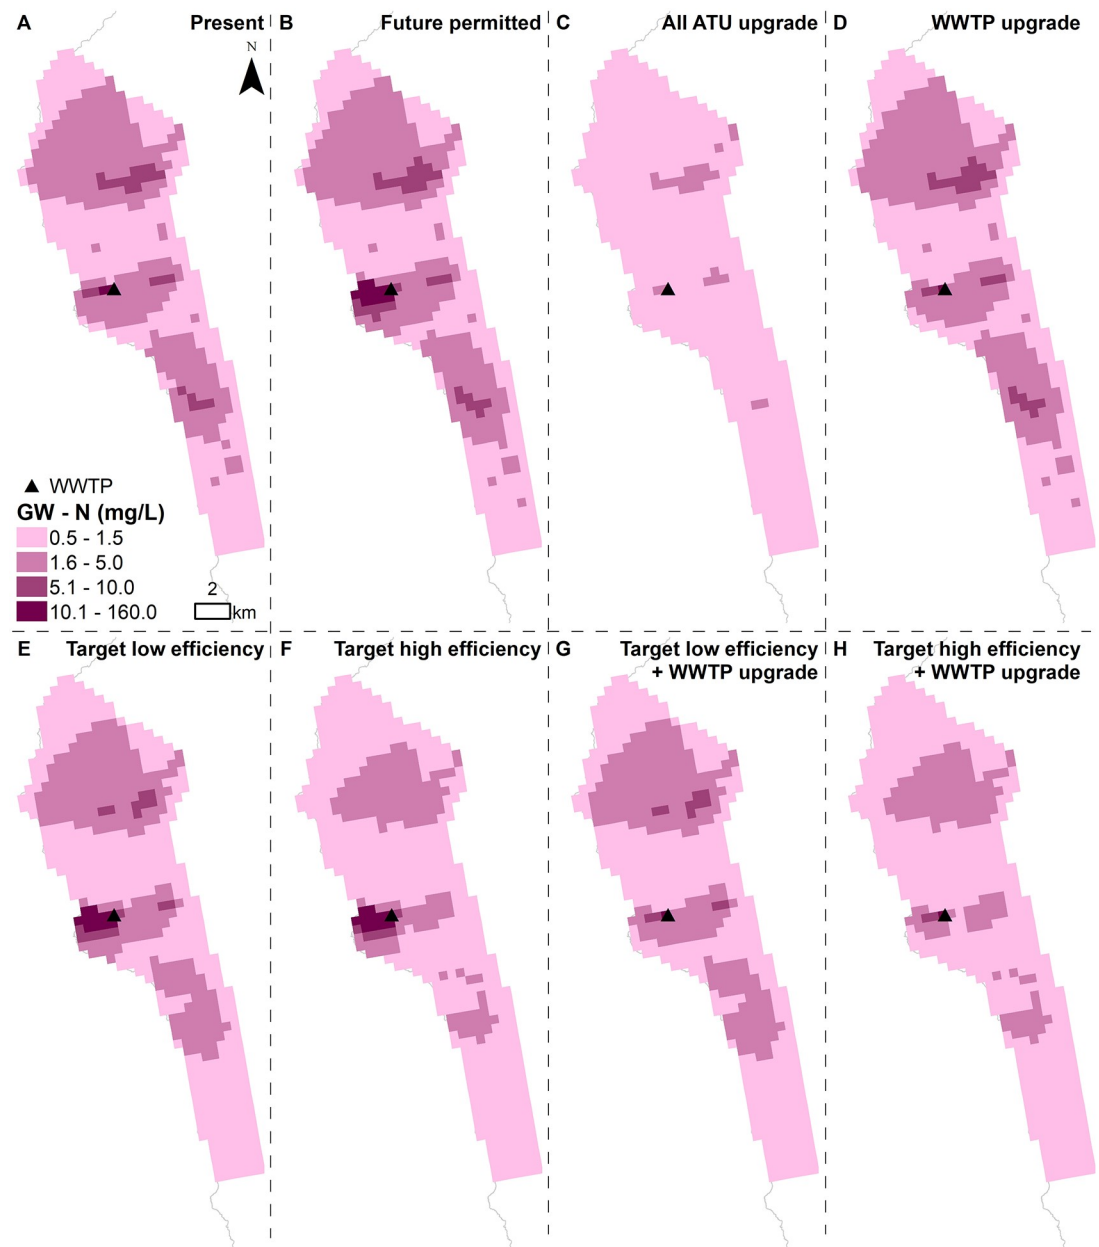 A Present
B Future permitted
C All ATU upgrade
D WWTP upgrade
N
WWTP
GW - N (mg/L)
0.5 - 1.5
1.6 - 5.0
5.1 - 10.0
10.1 - 160.0
2
km
E Target low efficiency
F Target high efficiency
G Target low efficiency
+ WWTP upgrade
H Target high efficiency
+ WWTP upgrade